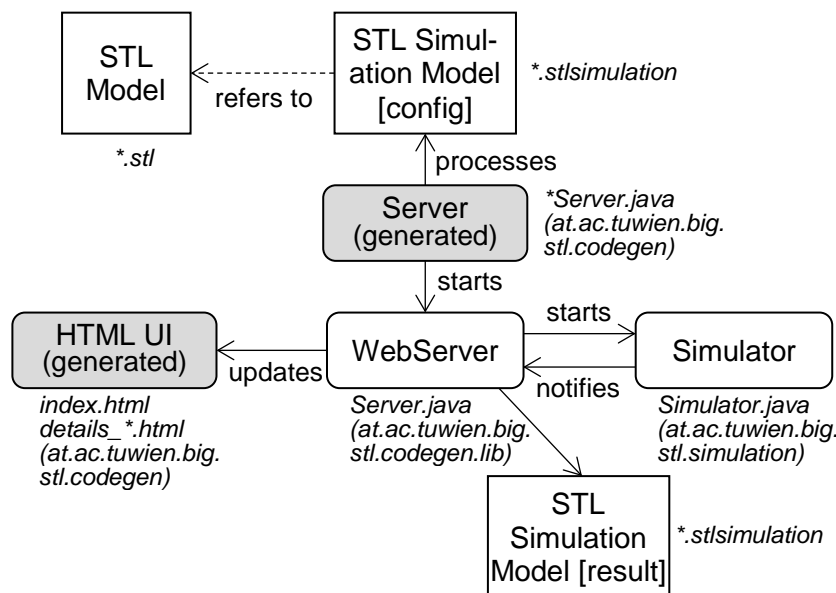 STL
Model
*.stl
refers to
STL Simul-
ation Model
[config]
*.stlsimulation
processes
Server
(generated)
*Server.java
(at.ac.tuwien.big.
stl.codegen)
starts
HTML UI
(generated)
index.html
details_*.html
(at.ac.tuwien.big.
stl.codegen)
updates
WebServer
Server.java
(at.ac.tuwien.big.
stl.codegen.lib)
starts
notifies
Simulator
Simulator.java
(at.ac.tuwien.big.
stl.simulation)
STL
Simulation
Model [result]
*.stlsimulation